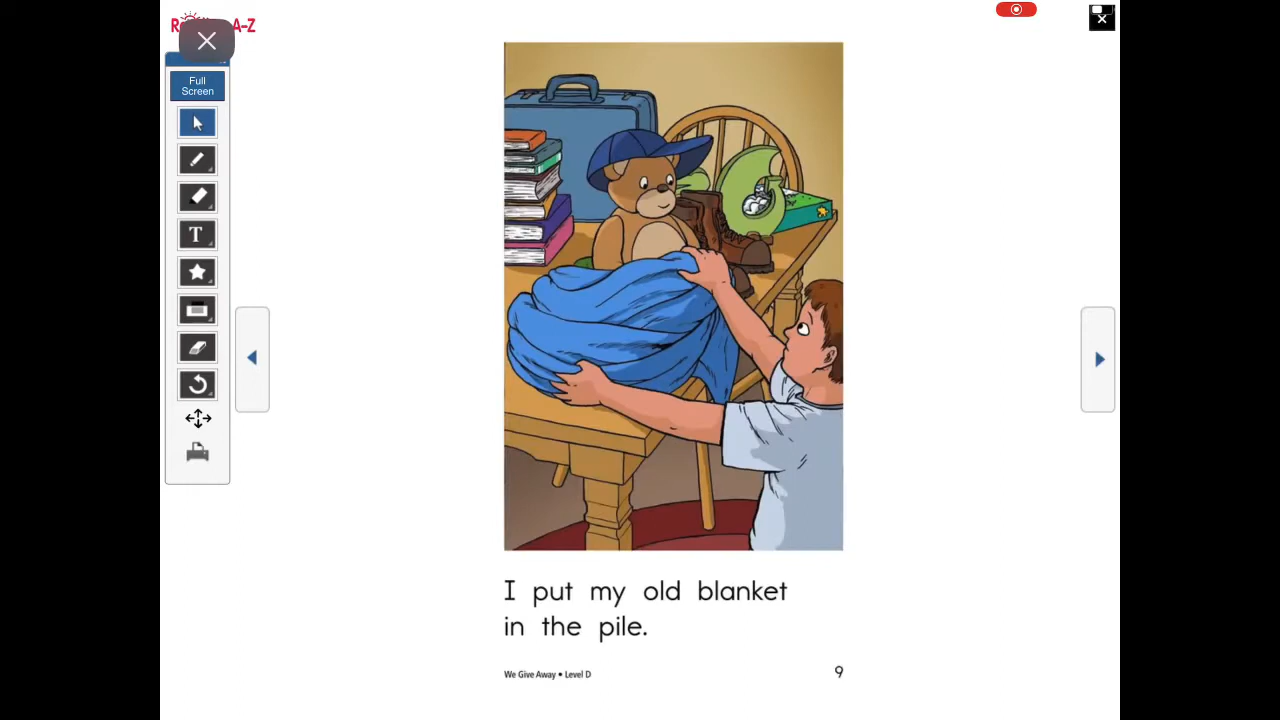 A-Z
Full
Screen
T
I put my old blanket
in the pile.
We Give Away • Level D
9